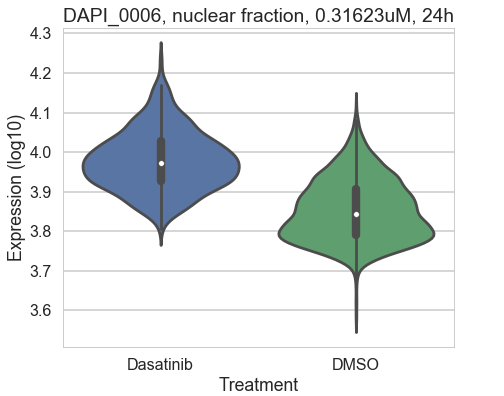 DAPI_0006, nuclear fraction, 0.31623uM, 24h
4.3
4.2
4.1
4.0
3.9
3.8
3.7
3.6
Expression (log10)
Dasatinib DMSO
Treatment